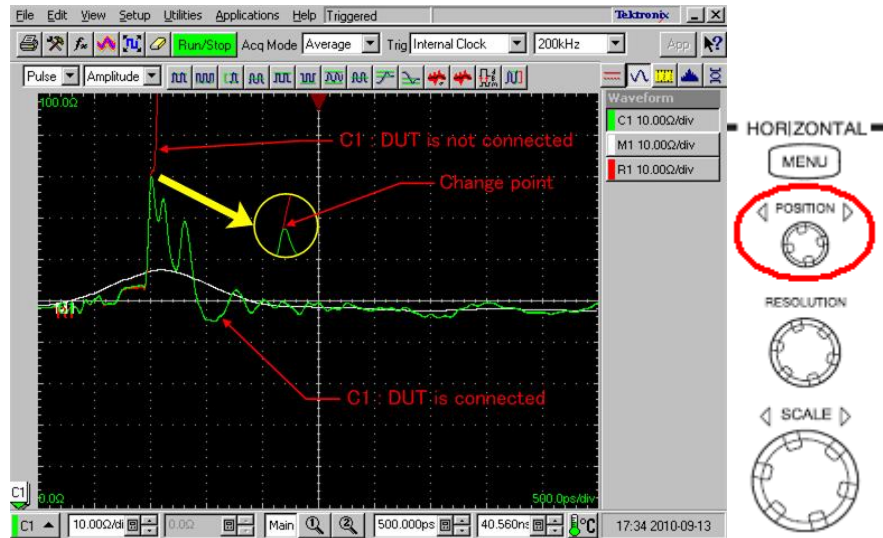 File Edit View Setup Utilities Applications Help Triggered Tektronix
Run/Stop Acq Mode Average Trig Internal Clock 200kHz App
Pulse Amplitude
100.0Ω
Waveform
C1 10.00Ω/div
M1 10.00Ω/div
R1 10.00Ω/div
C1 : DUT is not connected
Change point
C1 : DUT is connected
C1
0.00Ω
500.0ps/div
C1 10.00Ω/di 0.0Ω Main 500.000ps 40.560ns °C 17:34 2010-09-13
HORIZONTAL
MENU
POSITION
RESOLUTION
SCALE